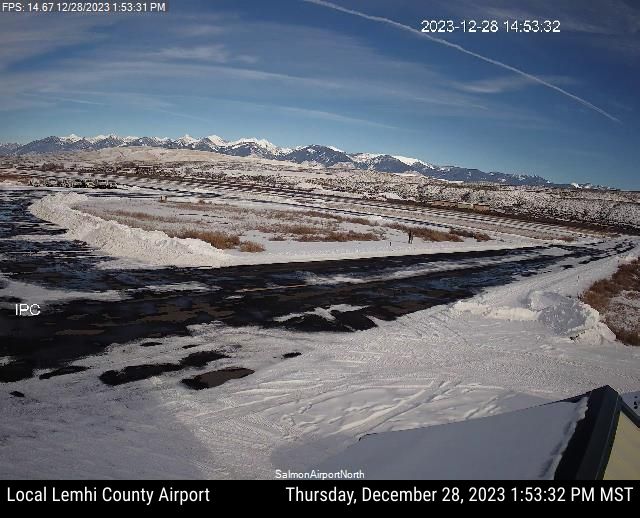 FPS: 14.67 12/28/2023 1:53:31 PM
2023-12-28 14:53:32
IPC
SalmonAirportNorth
Local Lemhi County Airport Thursday, December 28, 2023 1:53:32 PM MST